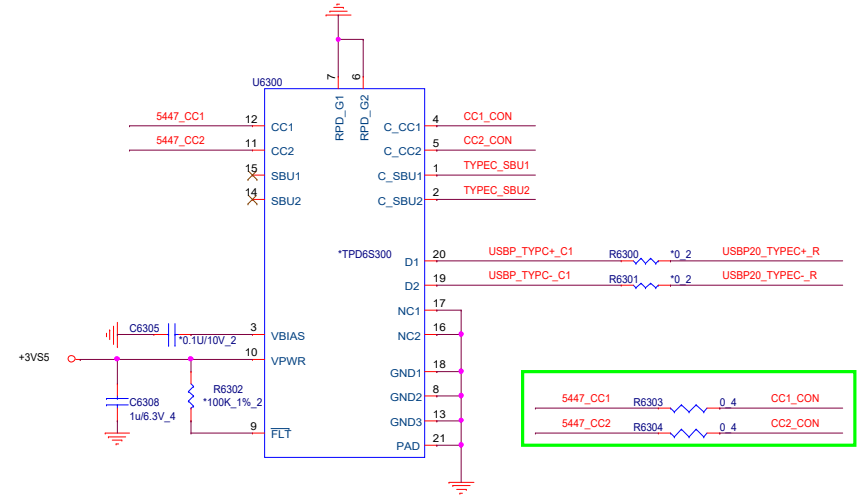 7
6
U6300
RPD_G1
RPD_G2
5447_CC1
12
CC1
C_CC1
4
CC1_CON
5447_CC2
11
CC2
C_CC2
5
CC2_CON
15
SBU1
C_SBU1
1
TYPEC_SBU1
14
SBU2
C_SBU2
2
TYPEC_SBU2
*TPD6S300
D1
20
USBP_TYPC+_C1
R6300
*0_2
USBP20_TYPEC+_R
D2
19
USBP_TYPC-_C1
R6301
*0_2
USBP20_TYPEC-_R
NC1
17
C6305
*0.1U/10V_2
3
VBIAS
NC2
16
+3VS5
10
VPWR
GND1
18
C6308
1u/6.3V_4
R6302
*100K_1%_2
GND2
8
9
FLT
GND3
13
PAD
21
5447_CC1
R6303
0_4
CC1_CON
5447_CC2
R6304
0_4
CC2_CON